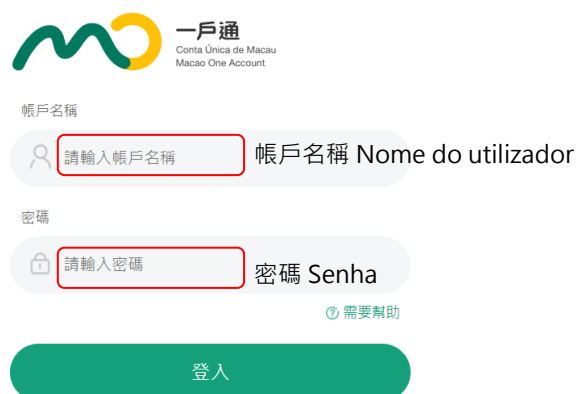 一戶通
Conta Única de Macau
Macao One Account
帳戶名稱
請輸入帳戶名稱 帳戶名稱 Nome do utilizador
密碼
請輸入密碼 密碼 Senha
需要幫助
登入